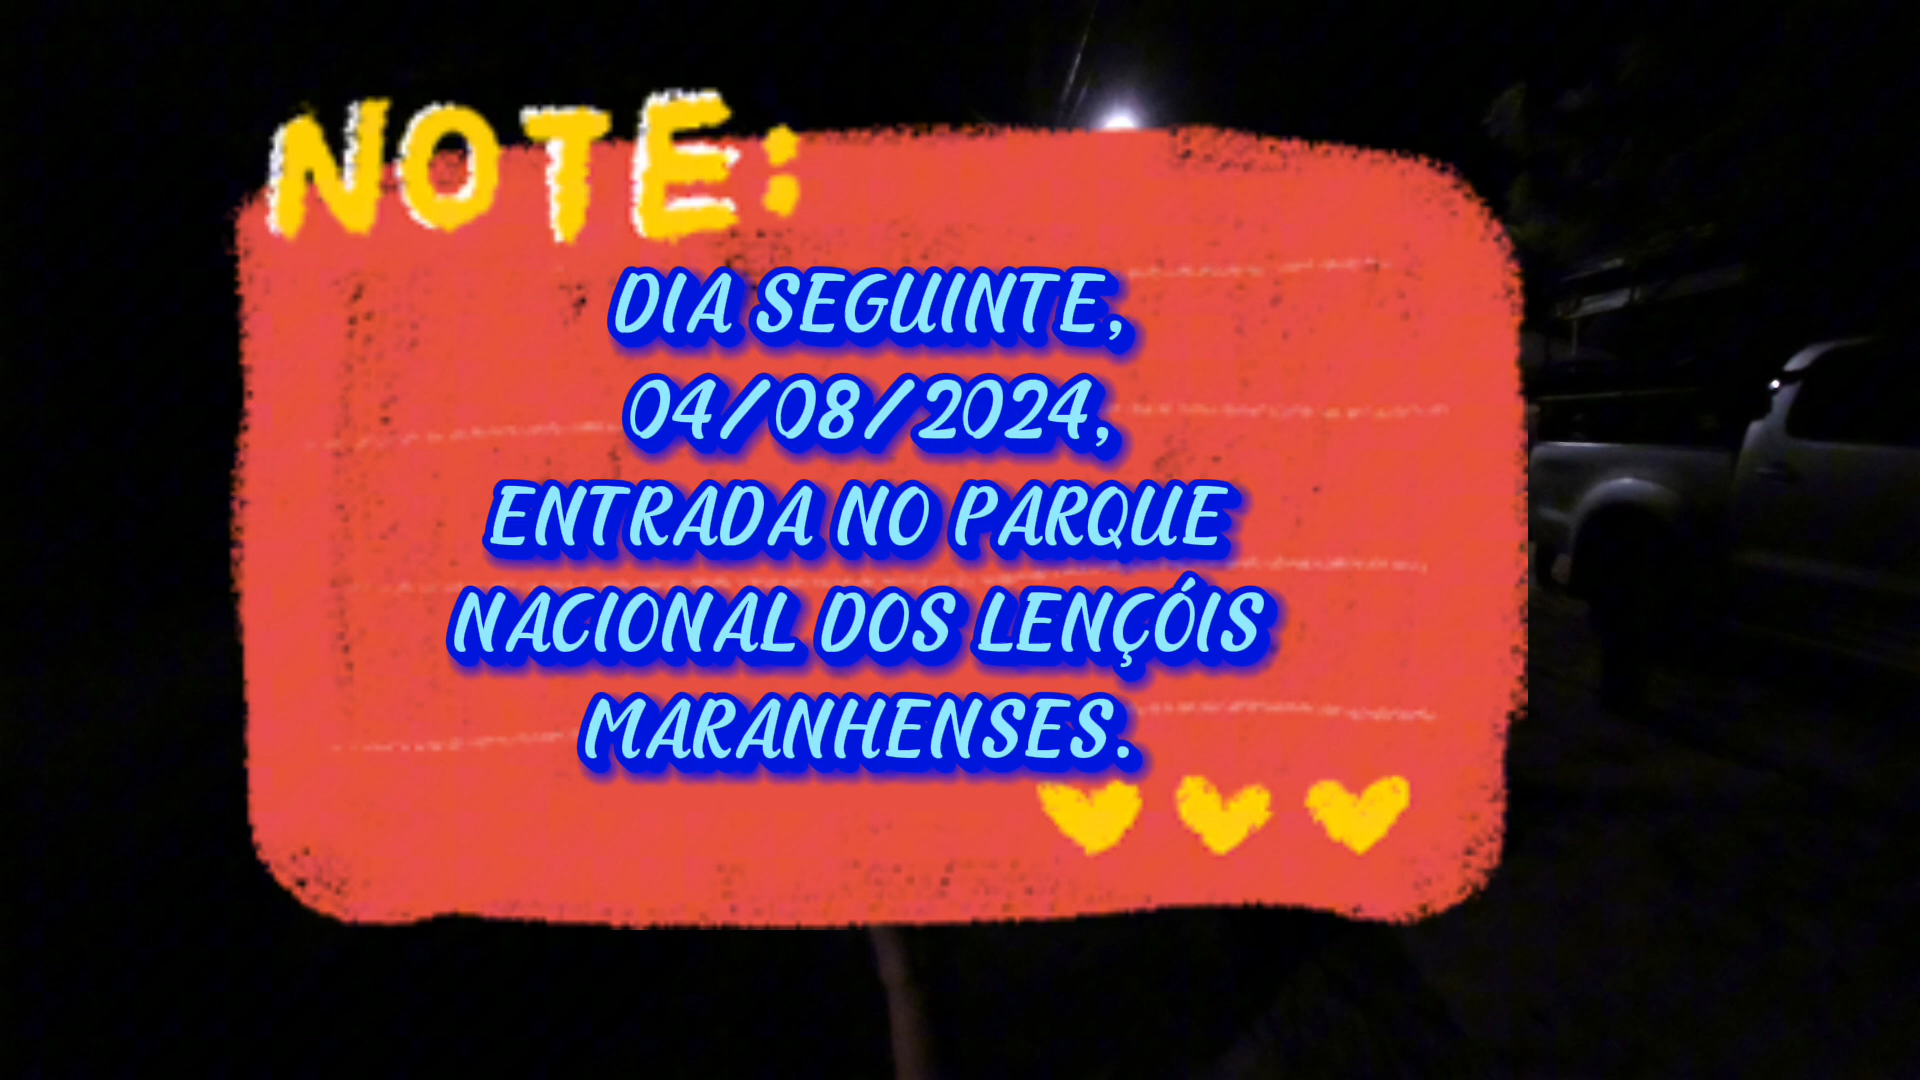 NOTE:
DIA SEGUINTE,
04/08/2024,
ENTRADA NO PARQUE
NACIONAL DOS LENÇÓIS
MARANHENSES.